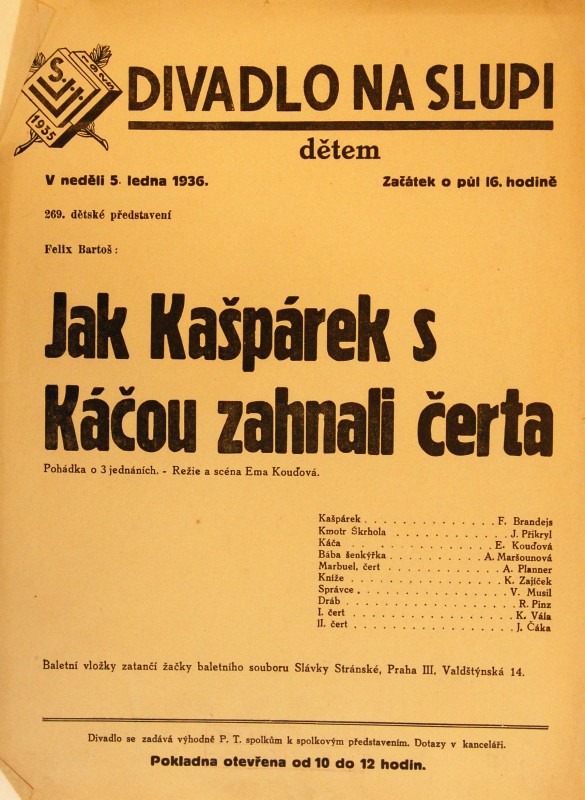 S.J.J. 1925
1935
DIVADLO NA SLUPI
dětem
V neděli 5. ledna 1936.
Začátek o půl 16. hodině
269. dětské představení
Felix Bartoš:
Jak Kašpárek s
Káčou zahnali čerta
Pohádka o 3 jednáních. - Režie a scéna Ema Kouďová.
Kašpárek . . . . . . . . . . . . . . F. Brandejs
Kmotr Škrhola . . . . . . . . . . . . J. Přikryl
Káča . . . . . . . . . . . . . . E. Kouďová
Bába šenkýřka . . . . . . . . . . A. Maršounová
Marbuel, čert . . . . . . . . . . . . A. Planner
Kníže . . . . . . . . . . . . . . K. Zajíček
Správce . . . . . . . . . . . . . . V. Musil
Dráb . . . . . . . . . . . . . . . R. Pinz
I. čert . . . . . . . . . . . . . . . K. Vála
II. čert . . . . . . . . . . . . . . . J. Čáka
Baletní vložky zatančí žačky baletního souboru Slávky Stránské, Praha III, Valdštýnská 14.
Divadlo se zadává výhodně P. T. spolkům k spolkovým představením. Dotazy v kanceláři.
Pokladna otevřena od 10 do 12 hodin.